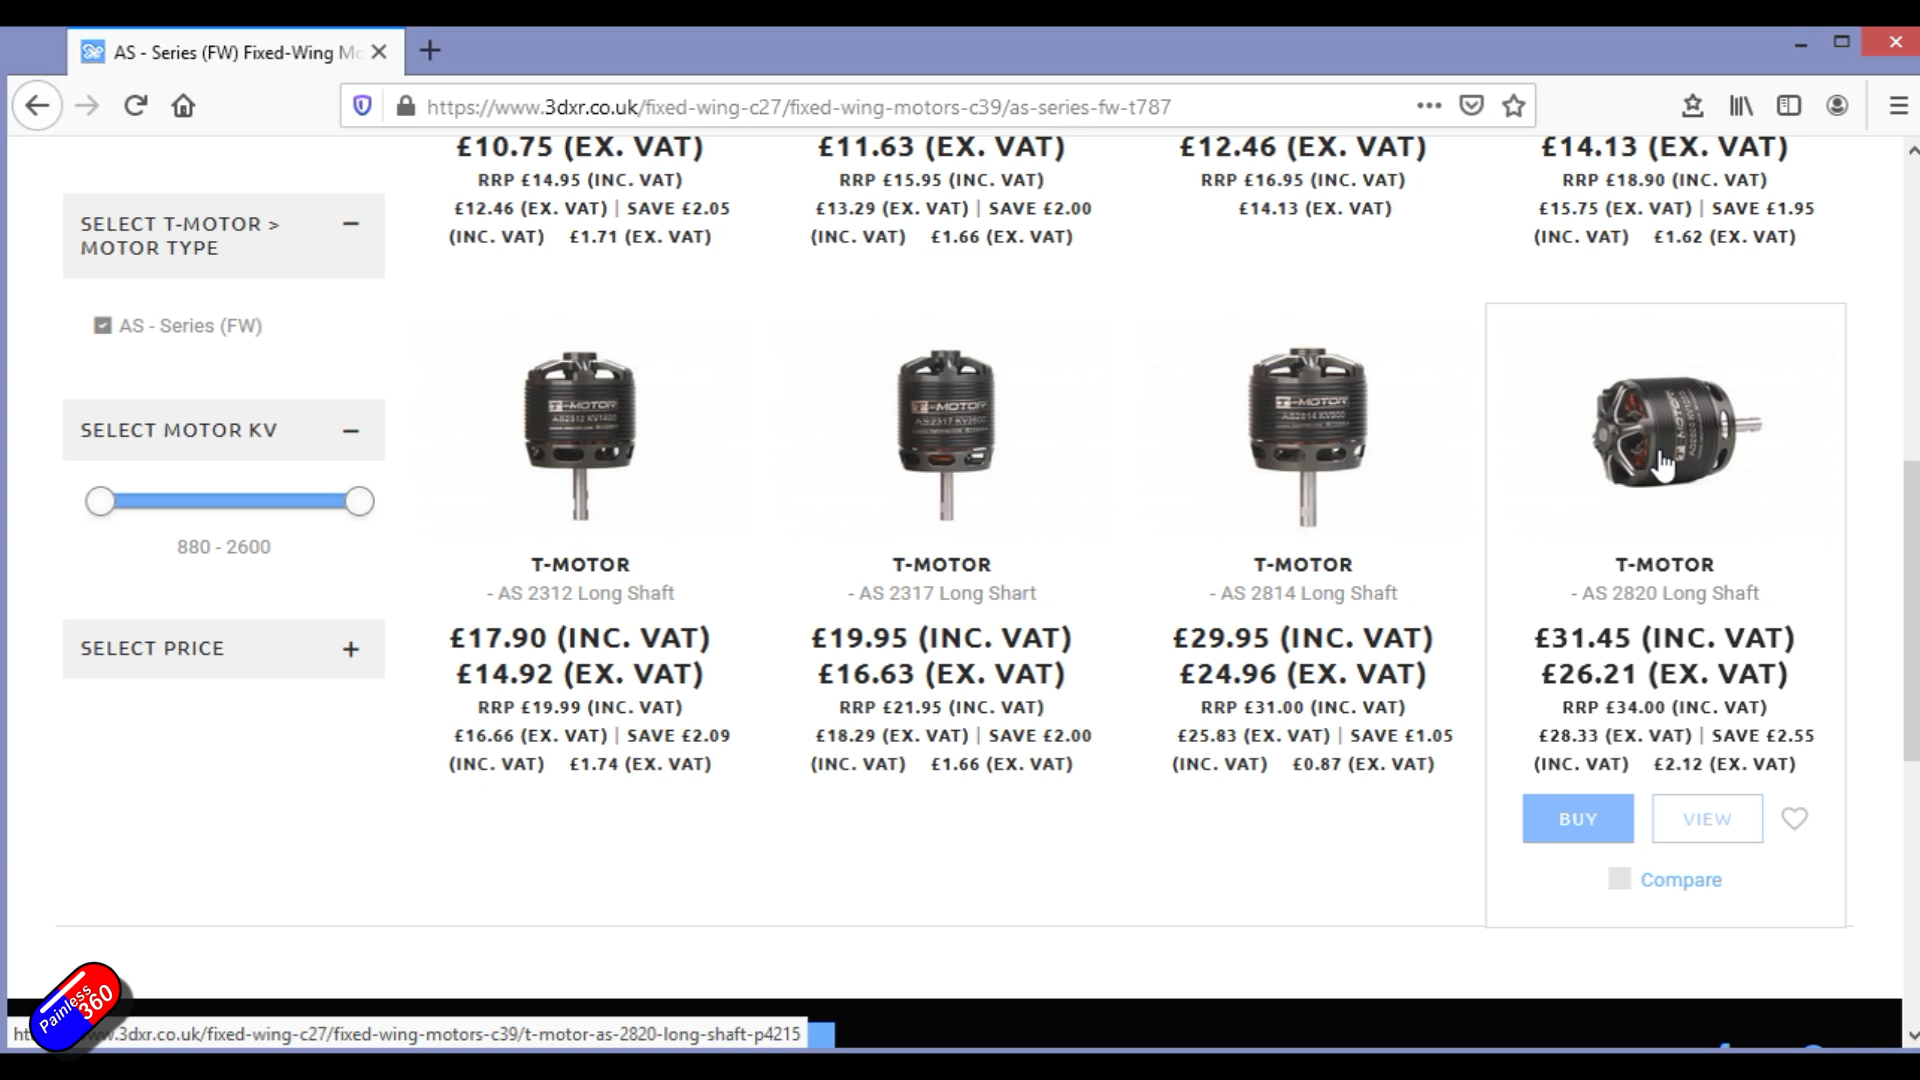 AS - Series (FW) Fixed-Wing Mo
https://www.3dxr.co.uk/fixed-wing-c27/fixed-wing-motors-c39/as-series-fw-t787
£10.75 (EX. VAT)
RRP £14.95 (INC. VAT)
£12.46 (EX. VAT) | SAVE £2.05
(INC. VAT) £1.71 (EX. VAT)
£11.63 (EX. VAT)
RRP £15.95 (INC. VAT)
£13.29 (EX. VAT) | SAVE £2.00
(INC. VAT) £1.66 (EX. VAT)
£12.46 (EX. VAT)
RRP £16.95 (INC. VAT)
£14.13 (EX. VAT)
£14.13 (EX. VAT)
RRP £18.90 (INC. VAT)
£15.75 (EX. VAT) | SAVE £1.95
(INC. VAT) £1.62 (EX. VAT)
SELECT T-MOTOR >
MOTOR TYPE
AS - Series (FW)
SELECT MOTOR KV
880 - 2600
SELECT PRICE
T-MOTOR
AS2312 KV1400
T-MOTOR
- AS 2312 Long Shaft
£17.90 (INC. VAT)
£14.92 (EX. VAT)
RRP £19.99 (INC. VAT)
£16.66 (EX. VAT) | SAVE £2.09
(INC. VAT) £1.74 (EX. VAT)
T-MOTOR
AS2317
T-MOTOR
- AS 2317 Long Shart
£19.95 (INC. VAT)
£16.63 (EX. VAT)
RRP £21.95 (INC. VAT)
£18.29 (EX. VAT) | SAVE £2.00
(INC. VAT) £1.66 (EX. VAT)
T-MOTOR
AS2814
T-MOTOR
- AS 2814 Long Shaft
£29.95 (INC. VAT)
£24.96 (EX. VAT)
RRP £31.00 (INC. VAT)
£25.83 (EX. VAT) | SAVE £1.05
(INC. VAT) £0.87 (EX. VAT)
T-MOTOR
T-MOTOR
- AS 2820 Long Shaft
£31.45 (INC. VAT)
£26.21 (EX. VAT)
RRP £34.00 (INC. VAT)
£28.33 (EX. VAT) | SAVE £2.55
(INC. VAT) £2.12 (EX. VAT)
BUY
VIEW
Compare
Painless
360
.3dxr.co.uk/fixed-wing-c27/fixed-wing-motors-c39/t-motor-as-2820-long-shaft-p4215